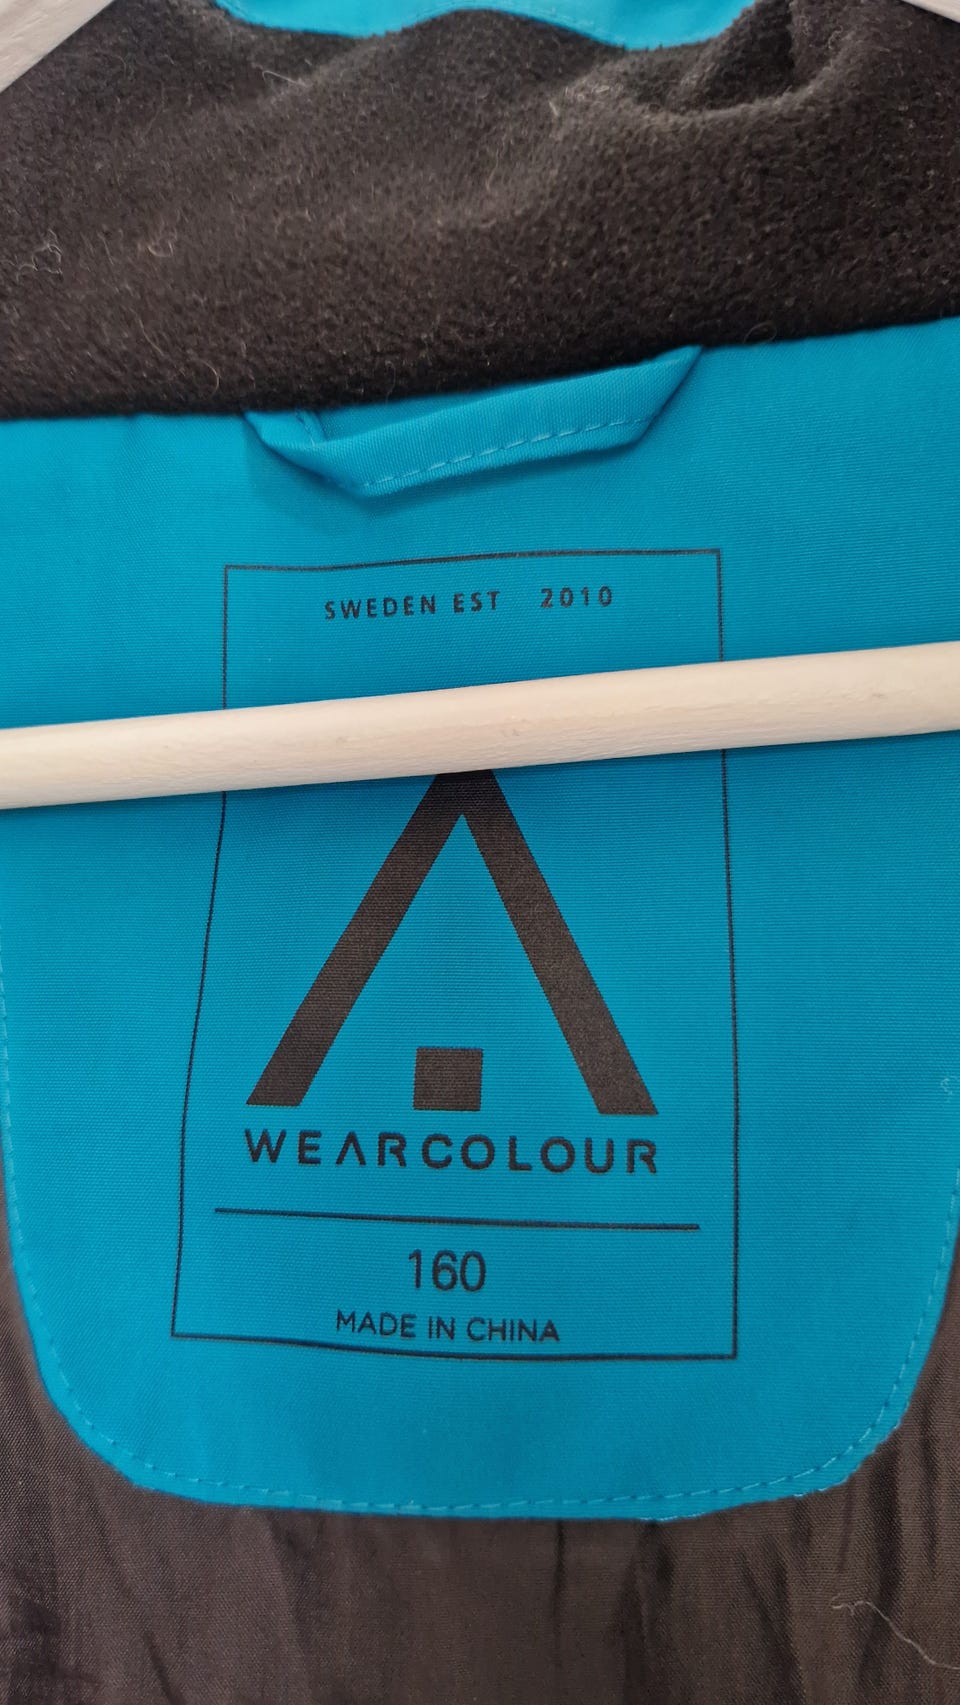 SWEDEN EST 2010
WEARCOLOUR
160
MADE IN CHINA